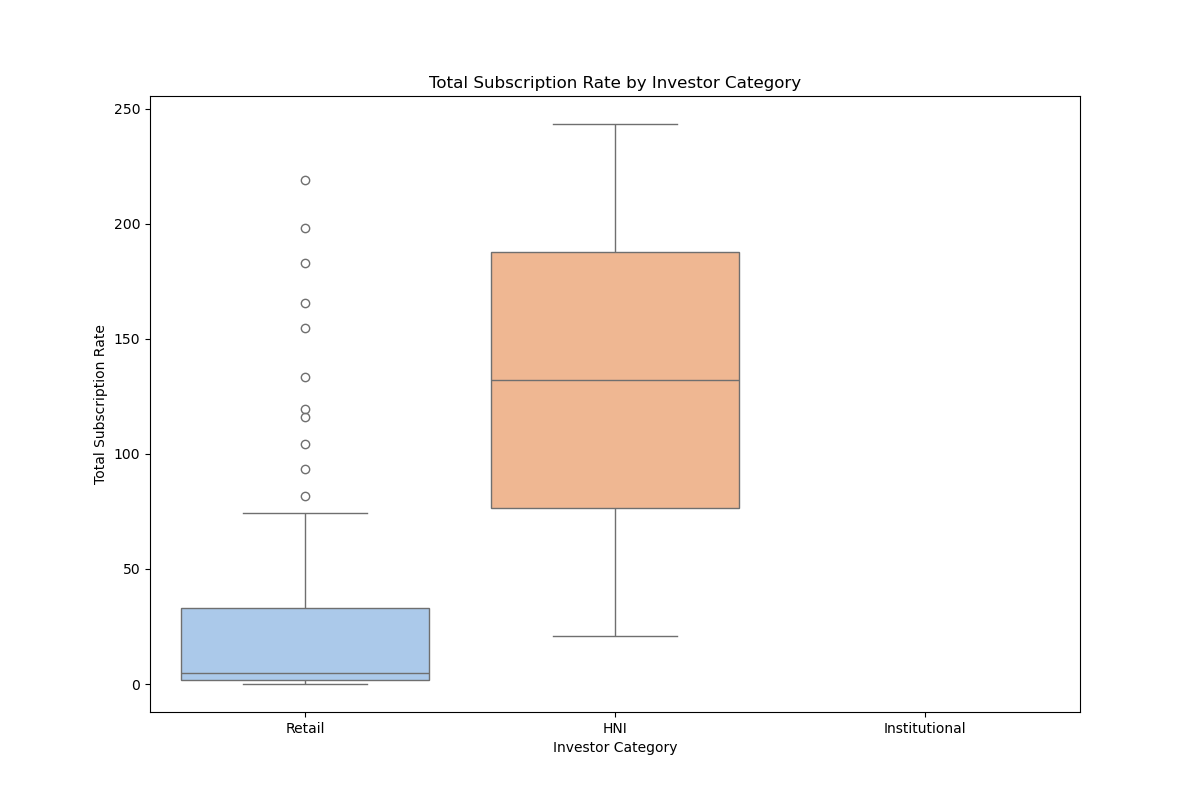 Total Subscription Rate by Investor Category
250
200
150
100
50
0
Total Subscription Rate
Retail
HNI
Institutional
Investor Category